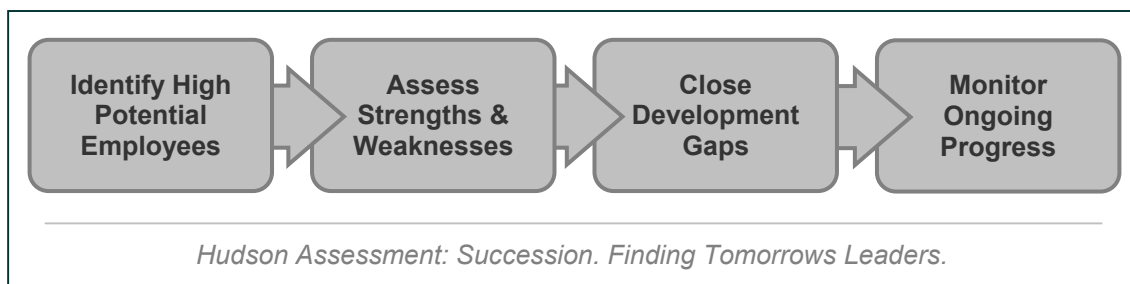 Identify High
Potential
Employees
Assess
Strengths &
Weaknesses
Close
Development
Gaps
Monitor
Ongoing
Progress
Hudson Assessment: Succession. Finding Tomorrows Leaders.